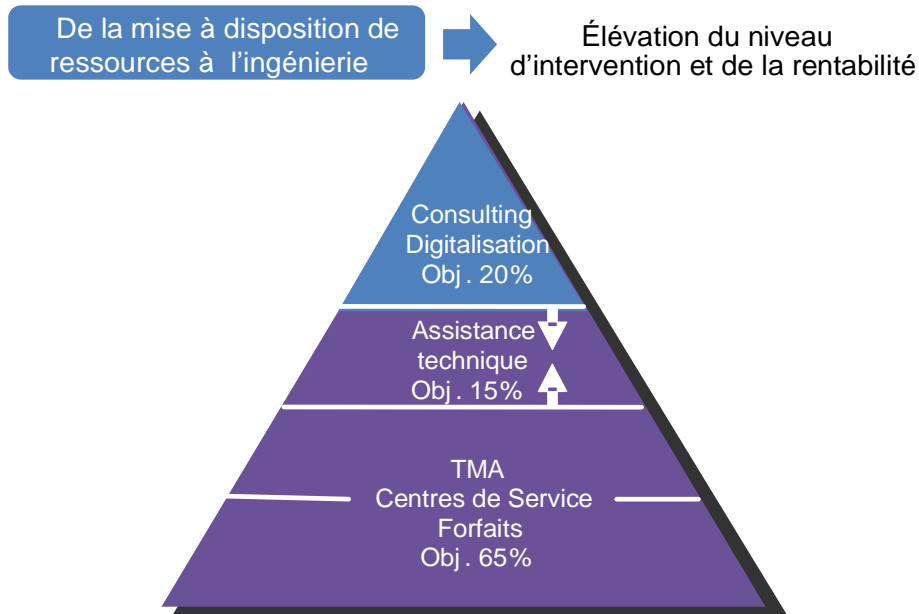 De la mise à disposition de
ressources à l'ingénierie
Élévation du niveau
d'intervention et de la rentabilité
Consulting
Digitalisation
Obj. 20%
Assistance
technique
Obj. 15%
TMA
Centres de Service
Forfaits
Obj. 65%